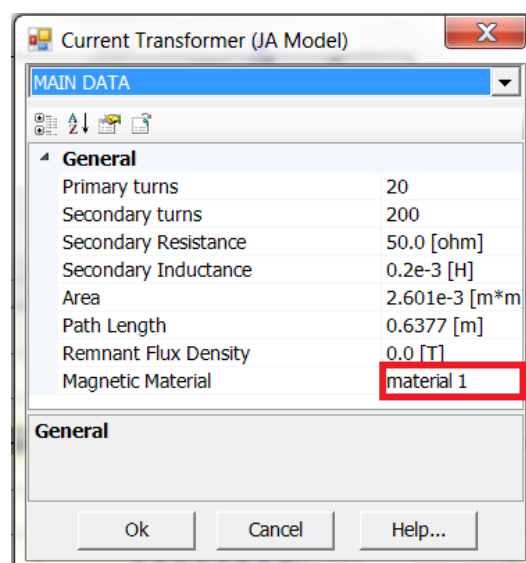 Current Transformer (JA Model)
MAIN DATA
General
Primary turns 20
Secondary turns 200
Secondary Resistance 50.0 [ohm]
Secondary Inductance 0.2e-3 [H]
Area 2.601e-3 [m*m]
Path Length 0.6377 [m]
Remnant Flux Density 0.0 [T]
Magnetic Material material 1
General
Ok Cancel Help...